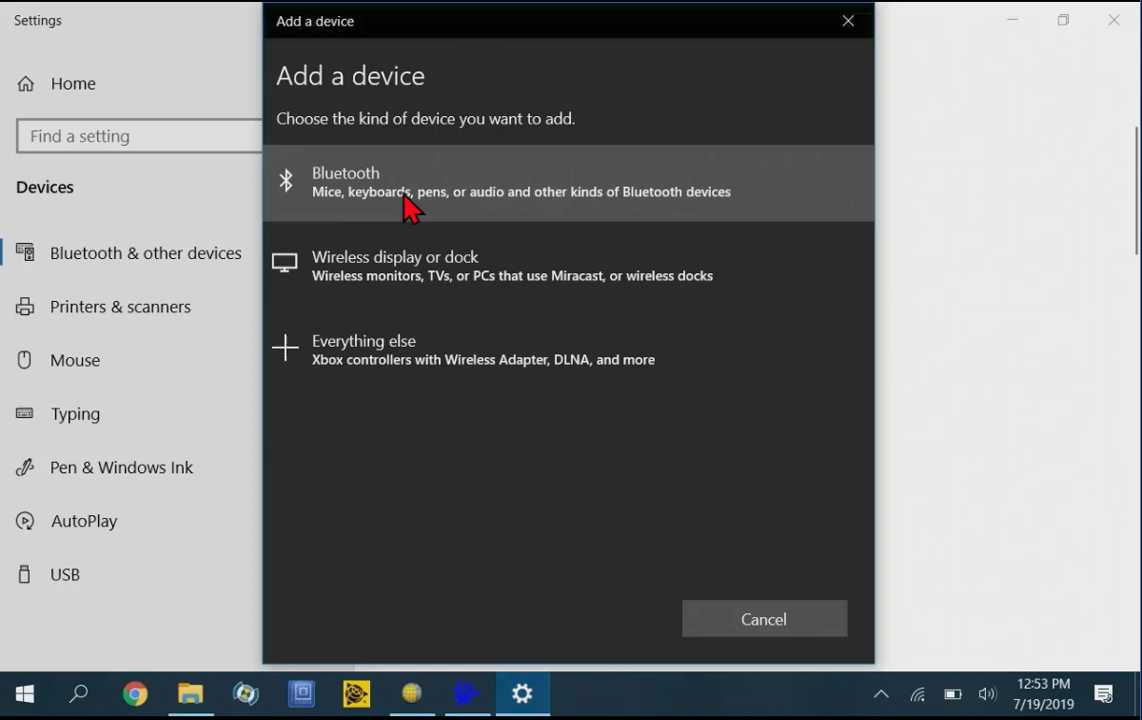 Settings
Home
Find a setting
Devices
Bluetooth & other devices
Printers & scanners
Mouse
Typing
Pen & Windows Ink
AutoPlay
USB
Add a device
Add a device
Choose the kind of device you want to add.
Bluetooth
Mice, keyboards, pens, or audio and other kinds of Bluetooth devices
Wireless display or dock
Wireless monitors, TVs, or PCs that use Miracast, or wireless docks
Everything else
Xbox controllers with Wireless Adapter, DLNA, and more
Cancel
12:53 PM
7/19/2019